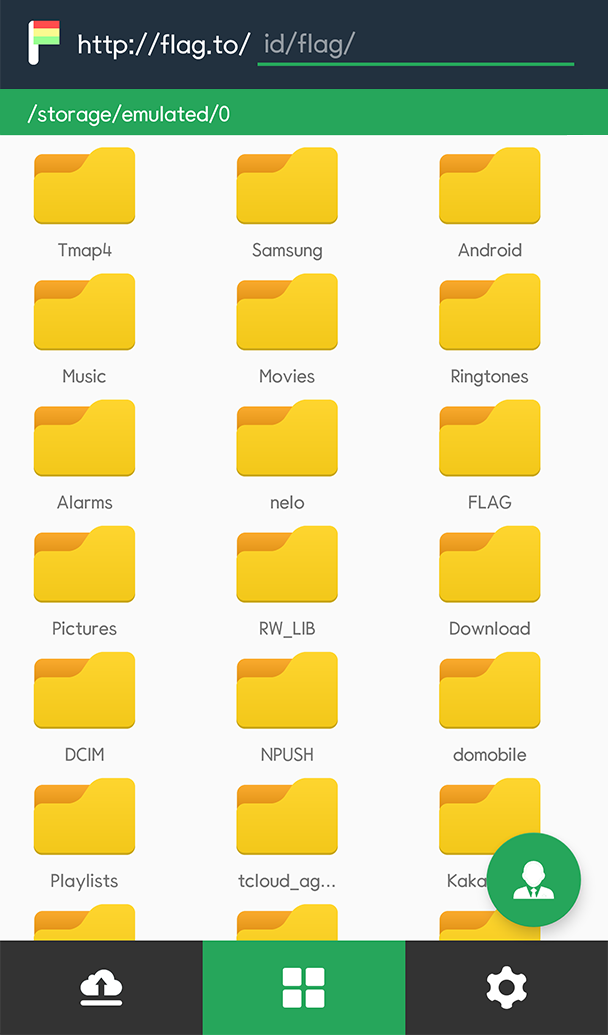 http://flag.to/ id/flag/
/storage/emulated/0
Tmap4 Samsung Android
Music Movies Ringtones
Alarms nelo FLAG
Pictures RW_LIB Download
DCIM NPUSH domobile
Playlists tcloud_ag... Kaka